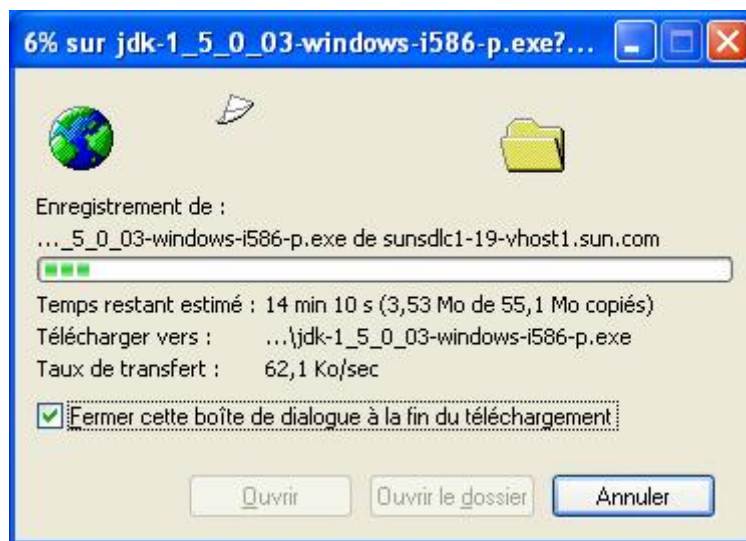 6% sur jdk-1_5_0_03-windows-i586-p.exe?...
Enregistrement de :
..._5_0_03-windows-i586-p.exe de sunsdlc1-19-vhost1.sun.com
Temps restant estimé : 14 min 10 s (3,53 Mo de 55,1 Mo copiés)
Télécharger vers : ...\jdk-1_5_0_03-windows-i586-p.exe
Taux de transfert : 62,1 Ko/sec
Fermer cette boîte de dialogue à la fin du téléchargement
Ouvrir Ouvrir le dossier Annuler